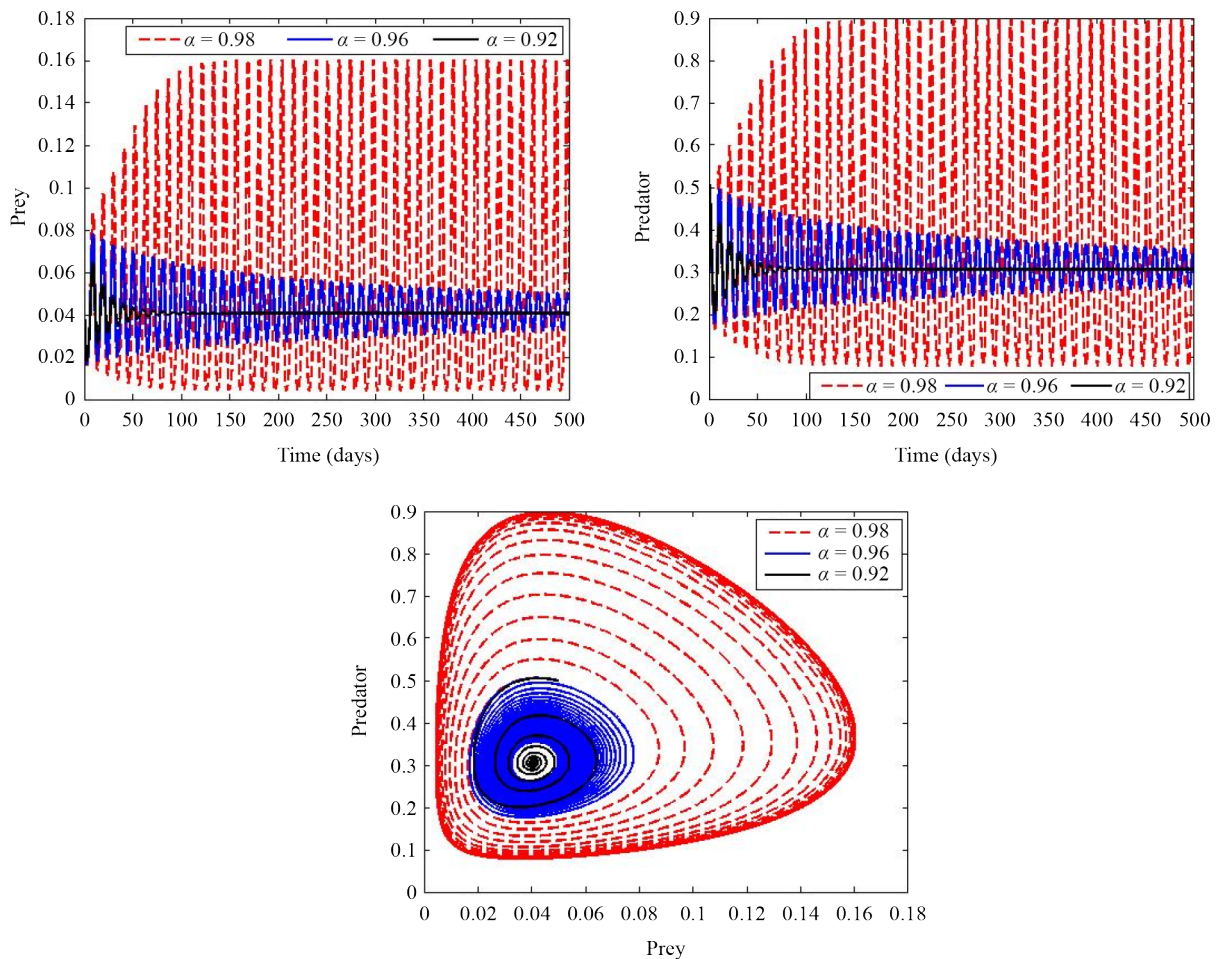 0.18
α = 0.98 α = 0.96 α = 0.92
0.16
0.14
0.12
0.1
Prey
0.08
0.06
0.04
0.02
0
0 50 100 150 200 250 300 350 400 450 500
Time (days)
0.9
0.8
0.7
0.6
0.5
Predator
0.4
0.3
0.2
0.1
α = 0.98 α = 0.96 α = 0.92
0
0 50 100 150 200 250 300 350 400 450 500
Time (days)
0.9
α = 0.98
α = 0.96
α = 0.92
0.8
0.7
0.6
0.5
Predator
0.4
0.3
0.2
0.1
0
0 0.02 0.04 0.06 0.08 0.10 0.12 0.14 0.16 0.18
Prey